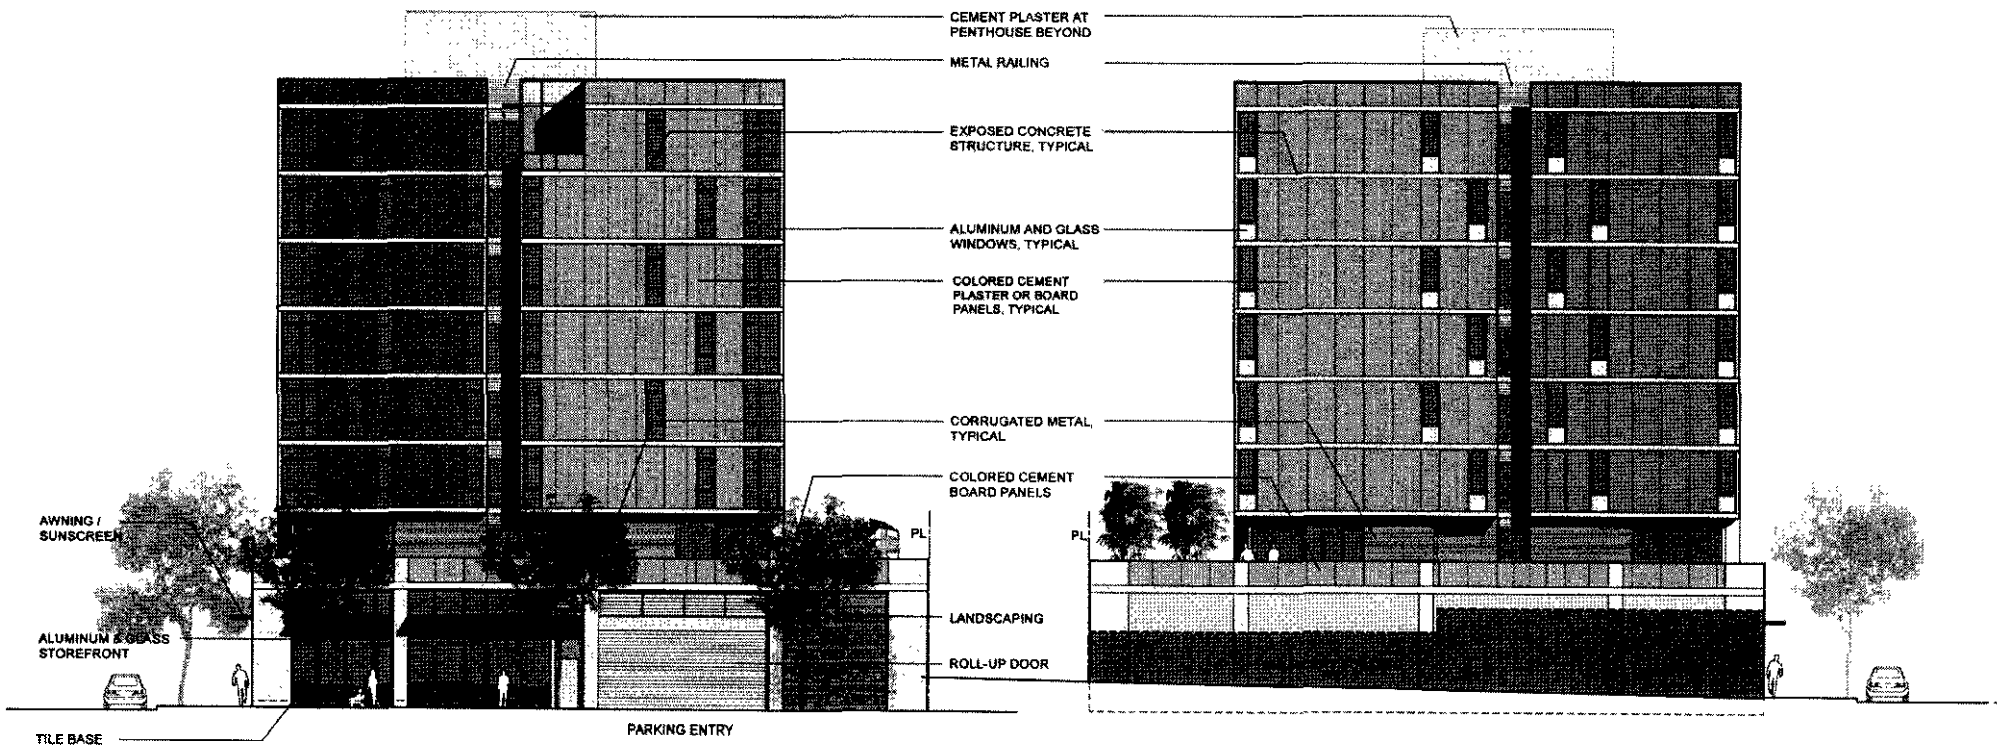 CEMENT PLASTER AT
PENTHOUSE BEYOND
METAL RAILING
EXPOSED CONCRETE
STRUCTURE, TYPICAL
ALUMINUM AND GLASS
WINDOWS, TYPICAL
COLORED CEMENT
PLASTER OR BOARD
PANELS, TYPICAL
CORRUGATED METAL,
TYPICAL
COLORED CEMENT
BOARD PANELS
AWNING /
SUNSCREEN
PL
PL
LANDSCAPING
ALUMINUM & GLASS
STOREFRONT
ROLL-UP DOOR
PARKING ENTRY
TILE BASE